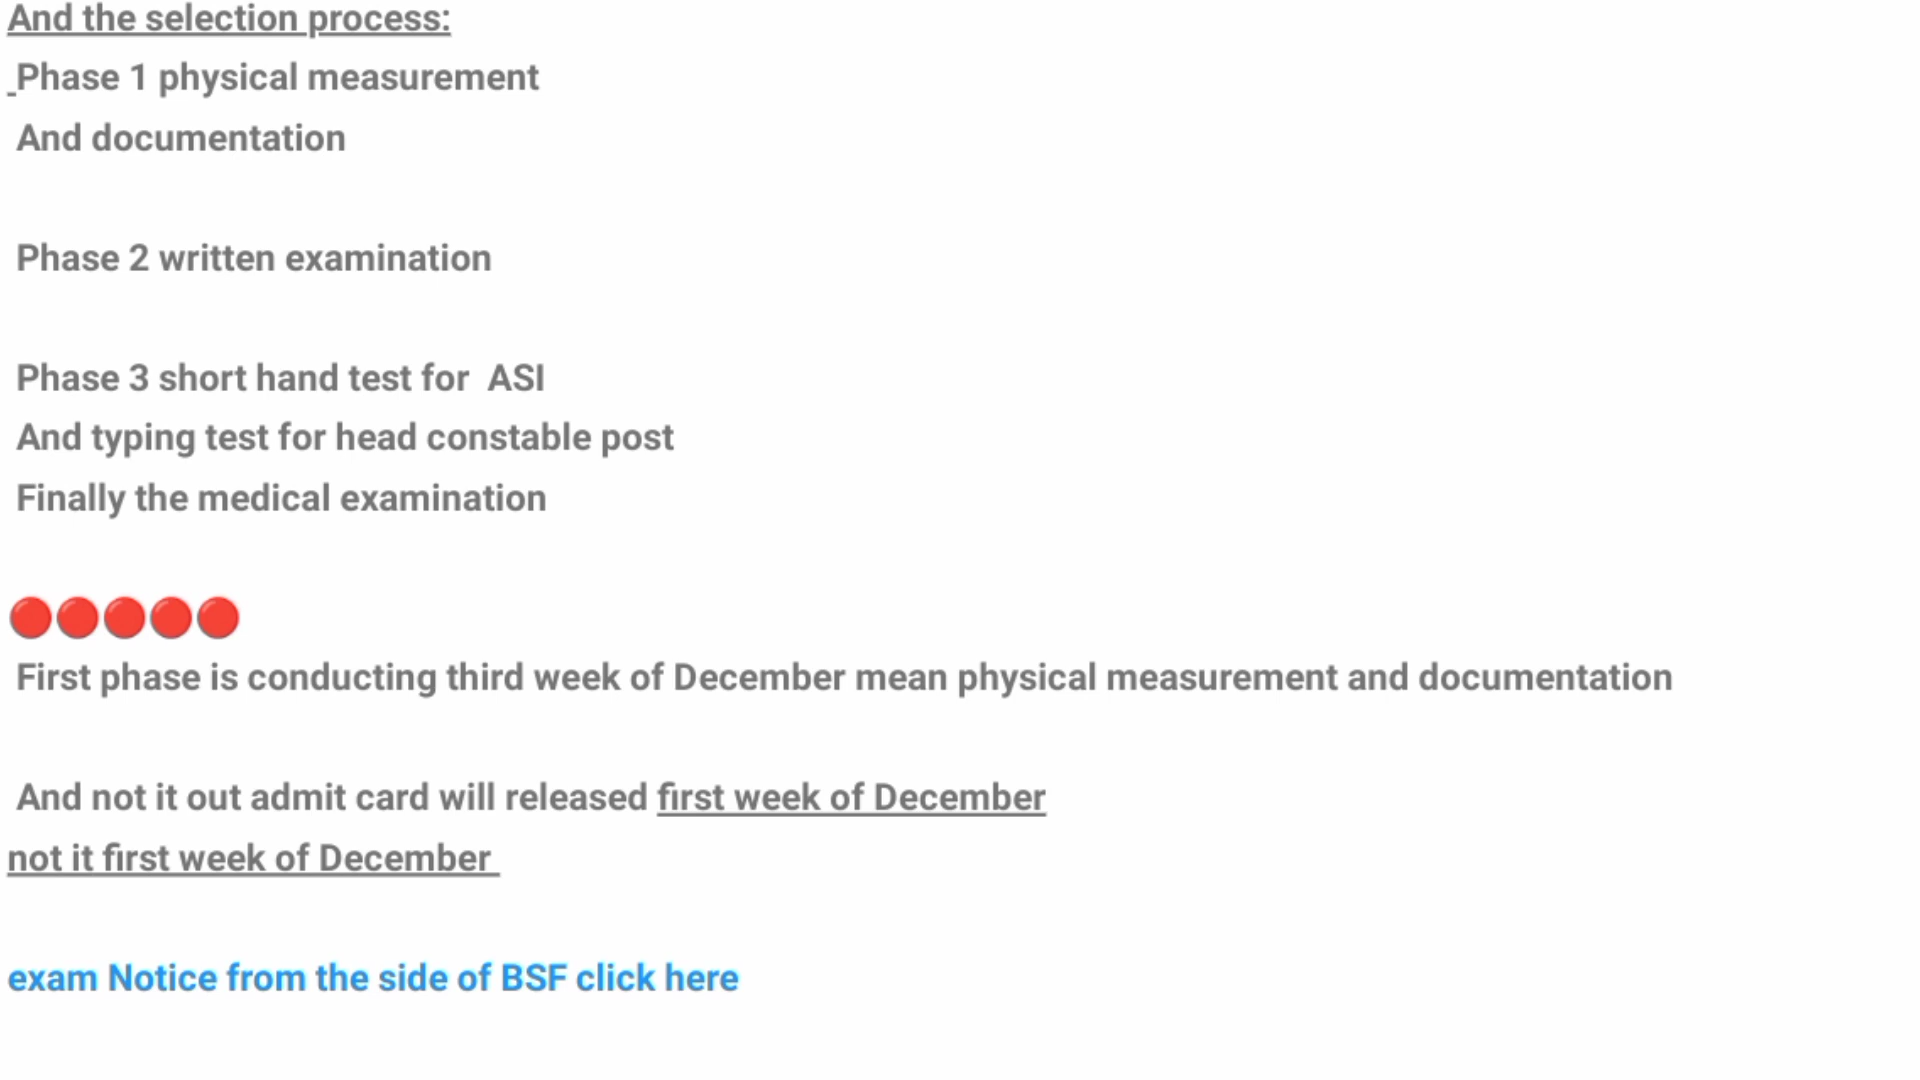 And the selection process:
Phase 1 physical measurement
And documentation
Phase 2 written examination
Phase 3 short hand test for ASI
And typing test for head constable post
Finally the medical examination
🔴🔴🔴🔴🔴
First phase is conducting third week of December mean physical measurement and documentation
And not it out admit card will released first week of December
not it first week of December
exam Notice from the side of BSF click here